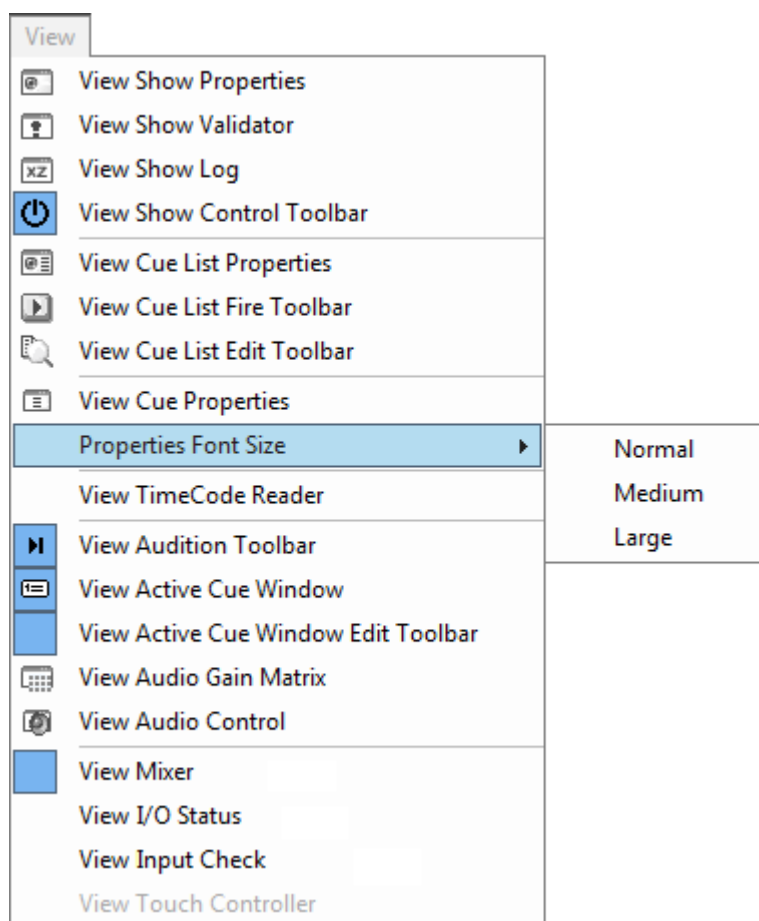 View
View Show Properties
View Show Validator
XZ View Show Log
View Show Control Toolbar
View Cue List Properties
View Cue List Fire Toolbar
View Cue List Edit Toolbar
View Cue Properties
Properties Font Size
Normal
Medium
Large
View TimeCode Reader
View Audition Toolbar
View Active Cue Window
View Active Cue Window Edit Toolbar
View Audio Gain Matrix
View Audio Control
View Mixer
View I/O Status
View Input Check
View Touch Controller